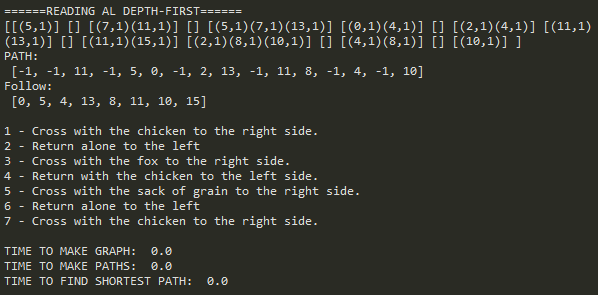 ======READING AL DEPTH-FIRST======
[[(5,1)] [] [(7,1)(11,1)] [] [(5,1)(7,1)(13,1)] [(0,1)(4,1)] [] [(2,1)(4,1)] [(11,1)
(13,1)] [] [(11,1)(15,1)] [(2,1)(8,1)(10,1)] [] [(4,1)(8,1)] [] [(10,1)] ]
PATH:
[-1, -1, 11, -1, 5, 0, -1, 2, 13, -1, 11, 8, -1, 4, -1, 10]
Follow:
[0, 5, 4, 13, 8, 11, 10, 15]
1 - Cross with the chicken to the right side.
2 - Return alone to the left
3 - Cross with the fox to the right side.
4 - Return with the chicken to the left side.
5 - Cross with the sack of grain to the right side.
6 - Return alone to the left
7 - Cross with the chicken to the right side.
TIME TO MAKE GRAPH:  0.0
TIME TO MAKE PATHS:  0.0
TIME TO FIND SHORTEST PATH:  0.0